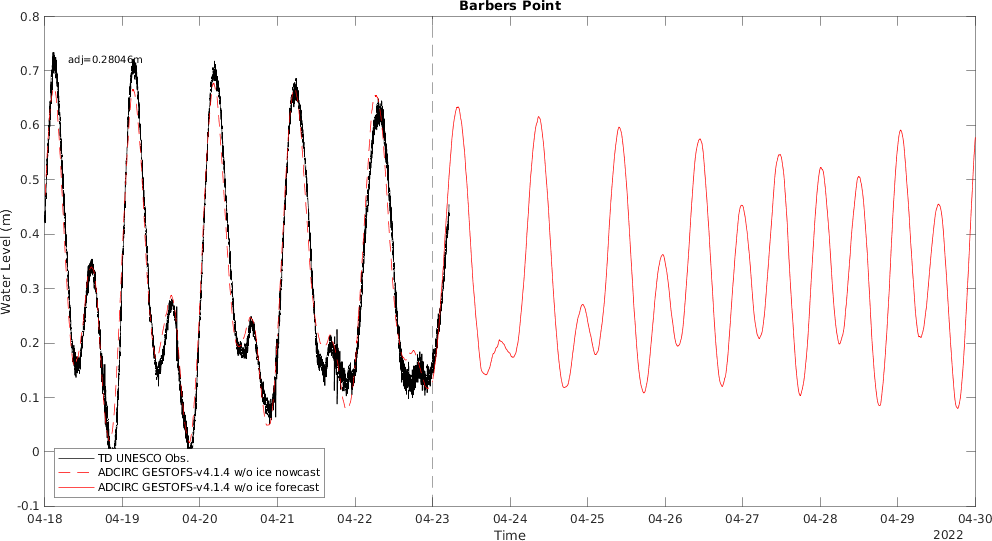 Barbers Point
0.8
adj=0.28046m
0.7
0.6
0.5
0.4
0.3
0.2
0.1
0
-0.1
Water Level (m)
TD UNESCO Obs.
ADCIRC GESTOFS-v4.1.4 w/o ice nowcast
ADCIRC GESTOFS-v4.1.4 w/o ice forecast
04-18 04-19 04-20 04-21 04-22 04-23 04-24 04-25 04-26 04-27 04-28 04-29 04-30
Time
2022